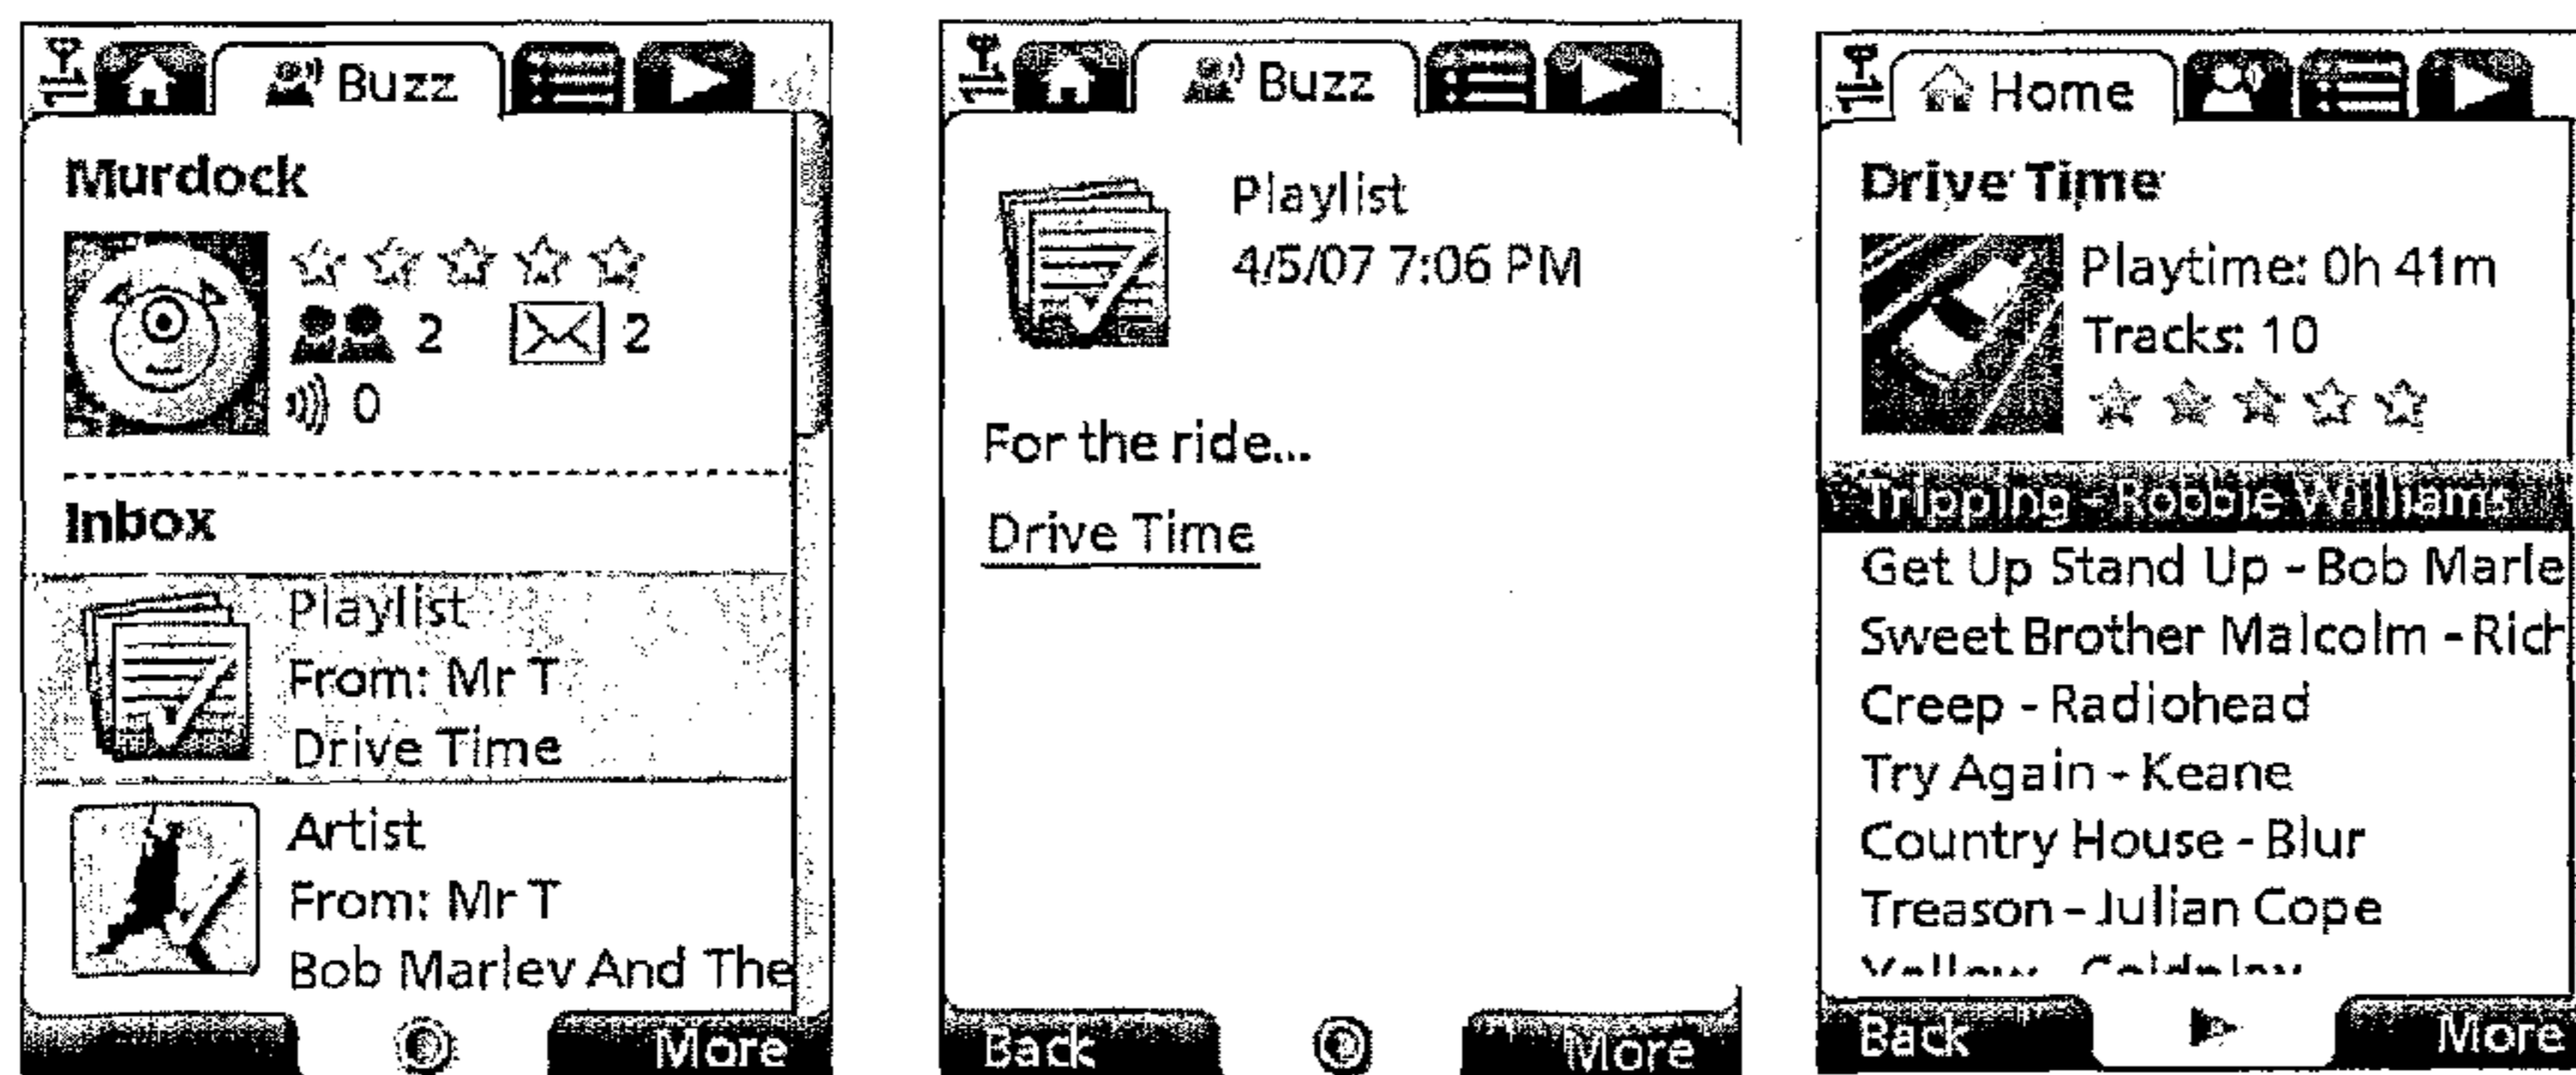 Buzz
Murdock
2 2
0
Inbox
Playlist
From: Mr T
Drive Time
Artist
From: Mr T
Bob Marley And The
More
Buzz
Playlist
4/5/07 7:06 PM
For the ride...
Drive Time
Back More
Home
Drive Time
Playtime: 0h 41m
Tracks: 10
Tripping - Robbie Williams
Get Up Stand Up - Bob Marle
Sweet Brother Malcolm - Rich
Creep - Radiohead
Try Again - Keane
Country House - Blur
Treason - Julian Cope
Yellow - Coldplay
Back More